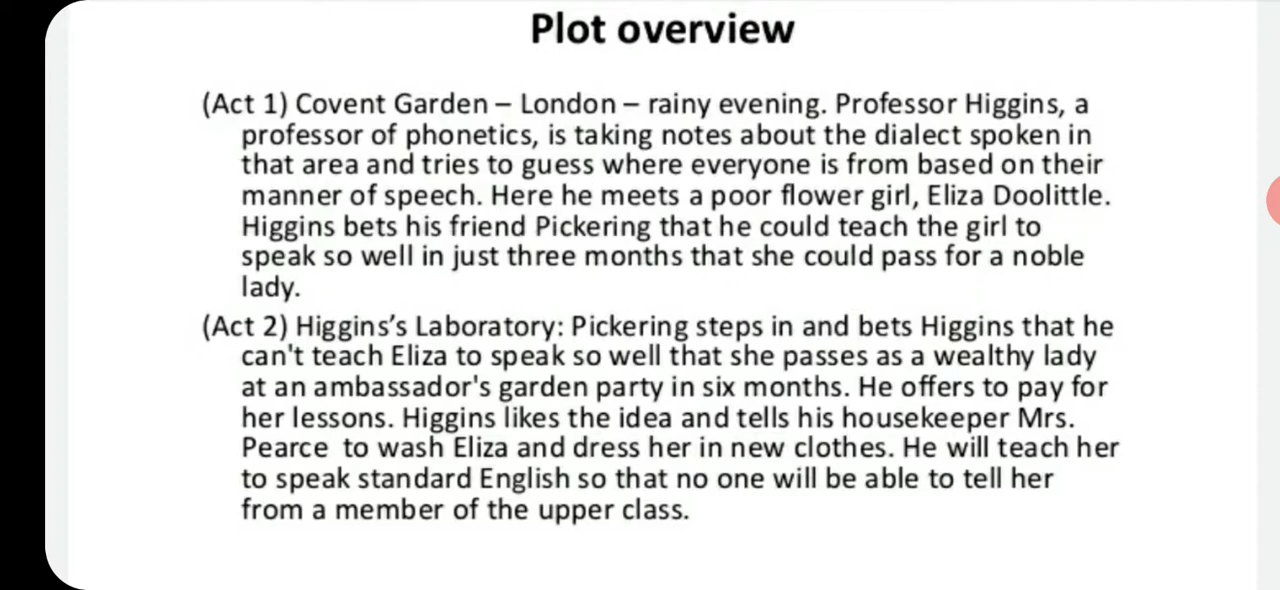 Plot overview
(Act 1) Covent Garden – London – rainy evening. Professor Higgins, a
professor of phonetics, is taking notes about the dialect spoken in
that area and tries to guess where everyone is from based on their
manner of speech. Here he meets a poor flower girl, Eliza Doolittle.
Higgins bets his friend Pickering that he could teach the girl to
speak so well in just three months that she could pass for a noble
lady.
(Act 2) Higgins’s Laboratory: Pickering steps in and bets Higgins that he
can't teach Eliza to speak so well that she passes as a wealthy lady
at an ambassador's garden party in six months. He offers to pay for
her lessons. Higgins likes the idea and tells his housekeeper Mrs.
Pearce  to wash Eliza and dress her in new clothes. He will teach her
to speak standard English so that no one will be able to tell her
from a member of the upper class.